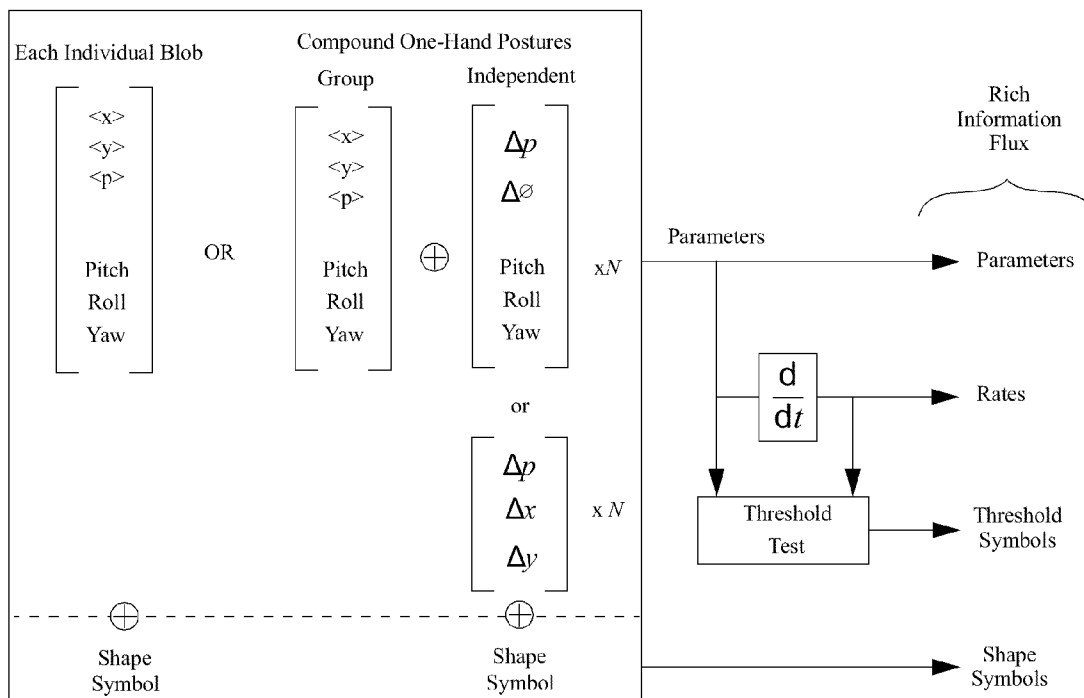 Each Individual Blob
<x>
<y>
<p>
Pitch
Roll
Yaw
OR
Compound One-Hand Postures
Group
<x>
<y>
<p>
Pitch
Roll
Yaw
Independent
Δp
Δ∅
Pitch
Roll
Yaw
xN
or
Δp
Δx
Δy
x N
Shape
Symbol
Shape
Symbol
Parameters
d
dt
Threshold
Test
Rich
Information
Flux
Parameters
Rates
Threshold
Symbols
Shape
Symbols